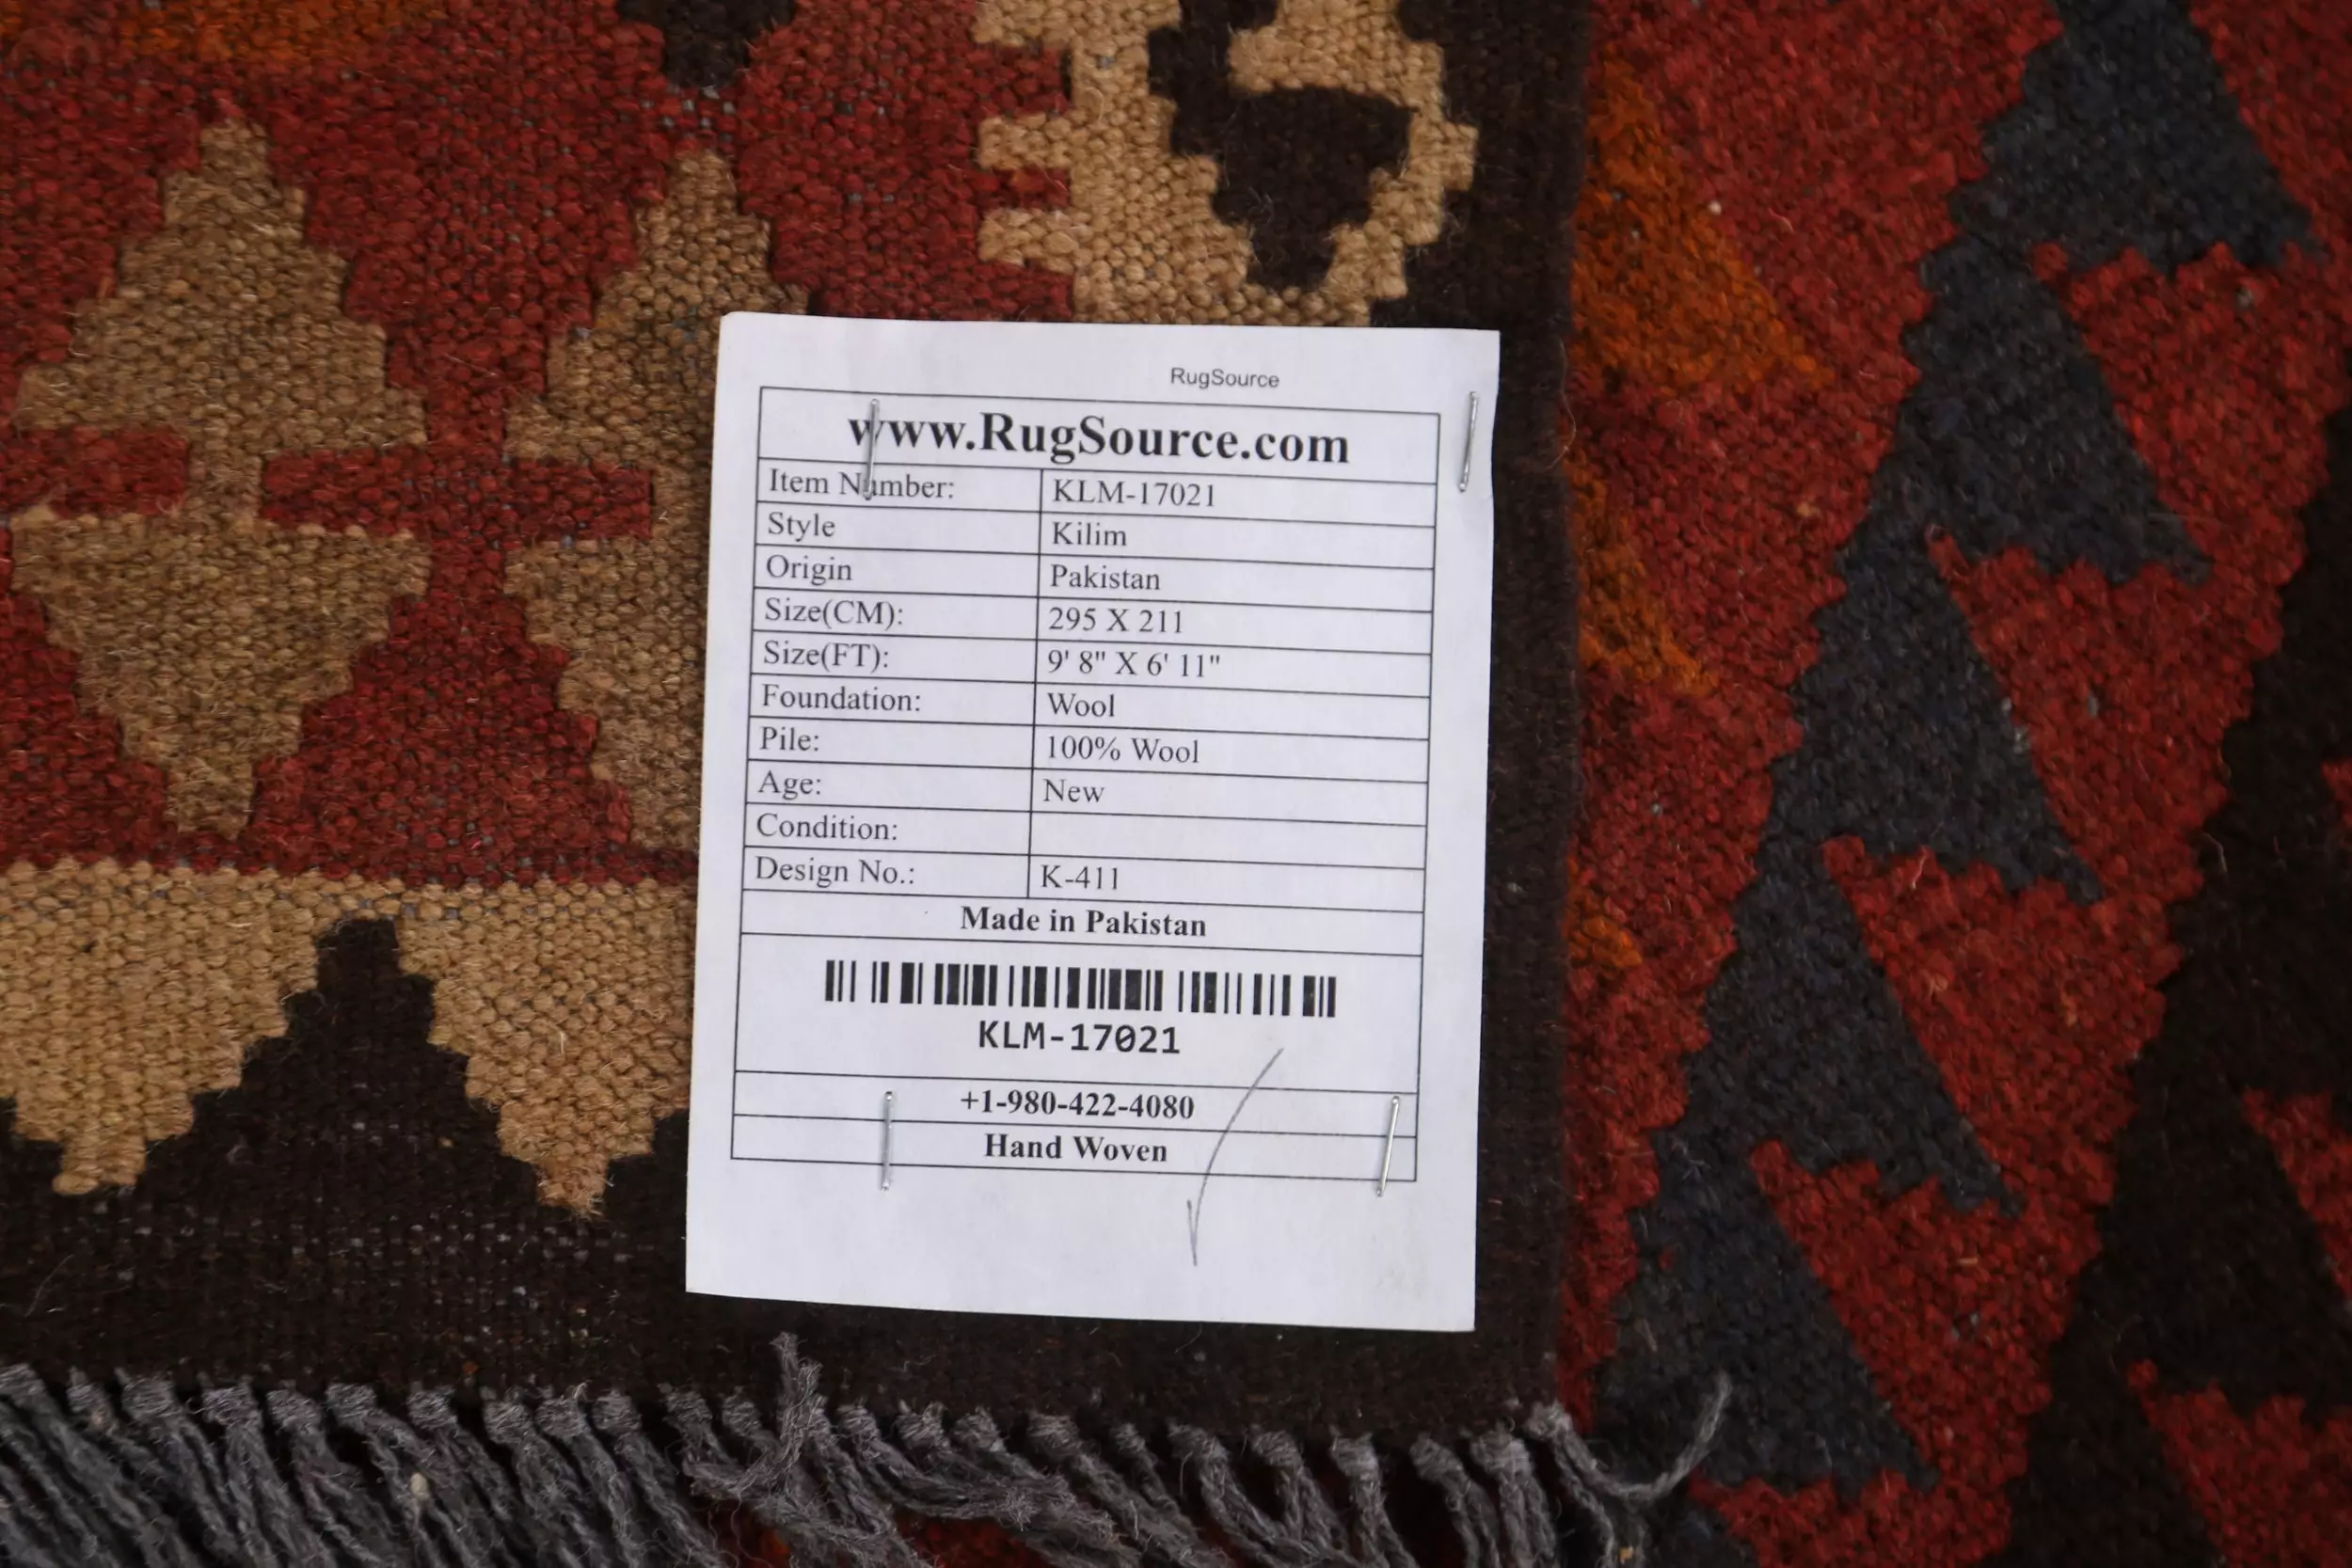 RugSource
www.RugSource.com
Item Number: KLM-17021
Style Kilim
Origin Pakistan
Size(CM): 295 X 211
Size(FT): 9' 8" X 6' 11"
Foundation: Wool
Pile: 100% Wool
Age: New
Condition:
Design No.: K-411
Made in Pakistan
KLM-17021
+1-980-422-4080
Hand Woven